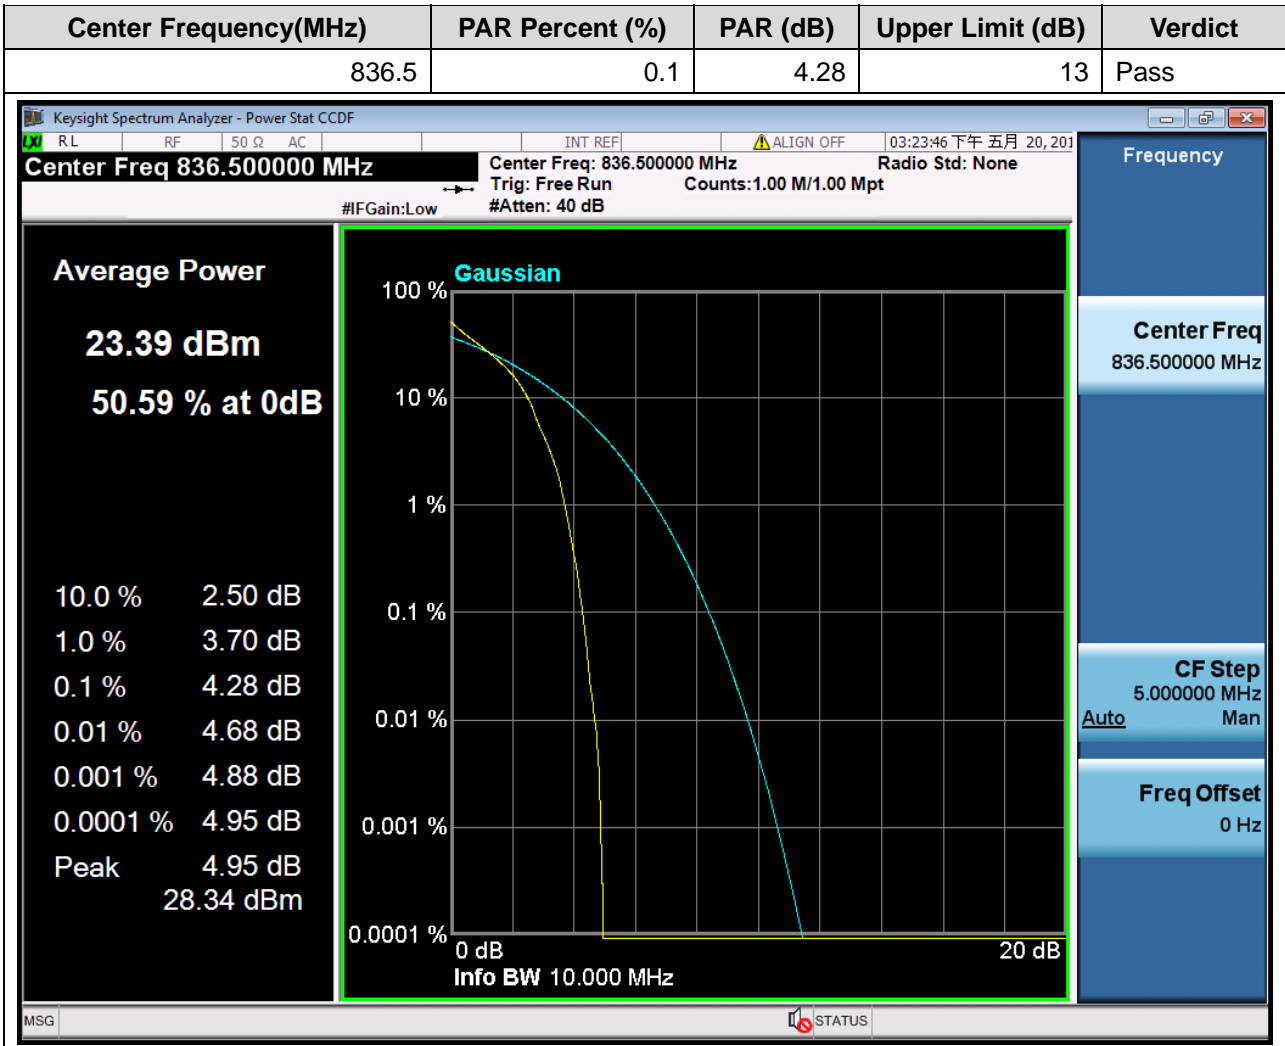 Center Frequency(MHz) PAR Percent (%) PAR (dB) Upper Limit (dB) Verdict
836.5 0.1 4.28 13 Pass
Keysight Spectrum Analyzer - Power Stat CCDF
LXI RL RF 50 Ω AC INT REF ALIGN OFF 03:23:46 下午 五月 20, 201
Center Freq 836.500000 MHz
Center Freq: 836.500000 MHz Radio Std: None
Trig: Free Run Counts:1.00 M/1.00 Mpt
#IFGain:Low #Atten: 40 dB
Average Power
23.39 dBm
50.59 % at 0dB
10.0 % 2.50 dB
1.0 % 3.70 dB
0.1 % 4.28 dB
0.01 % 4.68 dB
0.001 % 4.88 dB
0.0001 % 4.95 dB
Peak 4.95 dB
28.34 dBm
Gaussian
100 %
10 %
1 %
0.1 %
0.01 %
0.001 %
0.0001 %
0 dB 20 dB
Info BW 10.000 MHz
Frequency
Center Freq
836.500000 MHz
CF Step
5.000000 MHz
Auto Man
Freq Offset
0 Hz
MSG STATUS